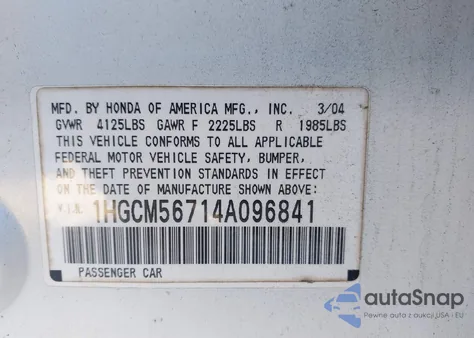 MFD. BY HONDA OF AMERICA MFG., INC. 3/04
GVWR 4125LBS GAWR F 2225LBS R 1985LBS
THIS VEHICLE CONFORMS TO ALL APPLICABLE
FEDERAL MOTOR VEHICLE SAFETY, BUMPER,
AND THEFT PREVENTION STANDARDS IN EFFECT
ON THE DATE OF MANUFACTURE SHOWN ABOVE.
V.I.N. 1HGCM56714A096841
PASSENGER CAR
autoSnap
Pewne auta z aukcji USA - EU